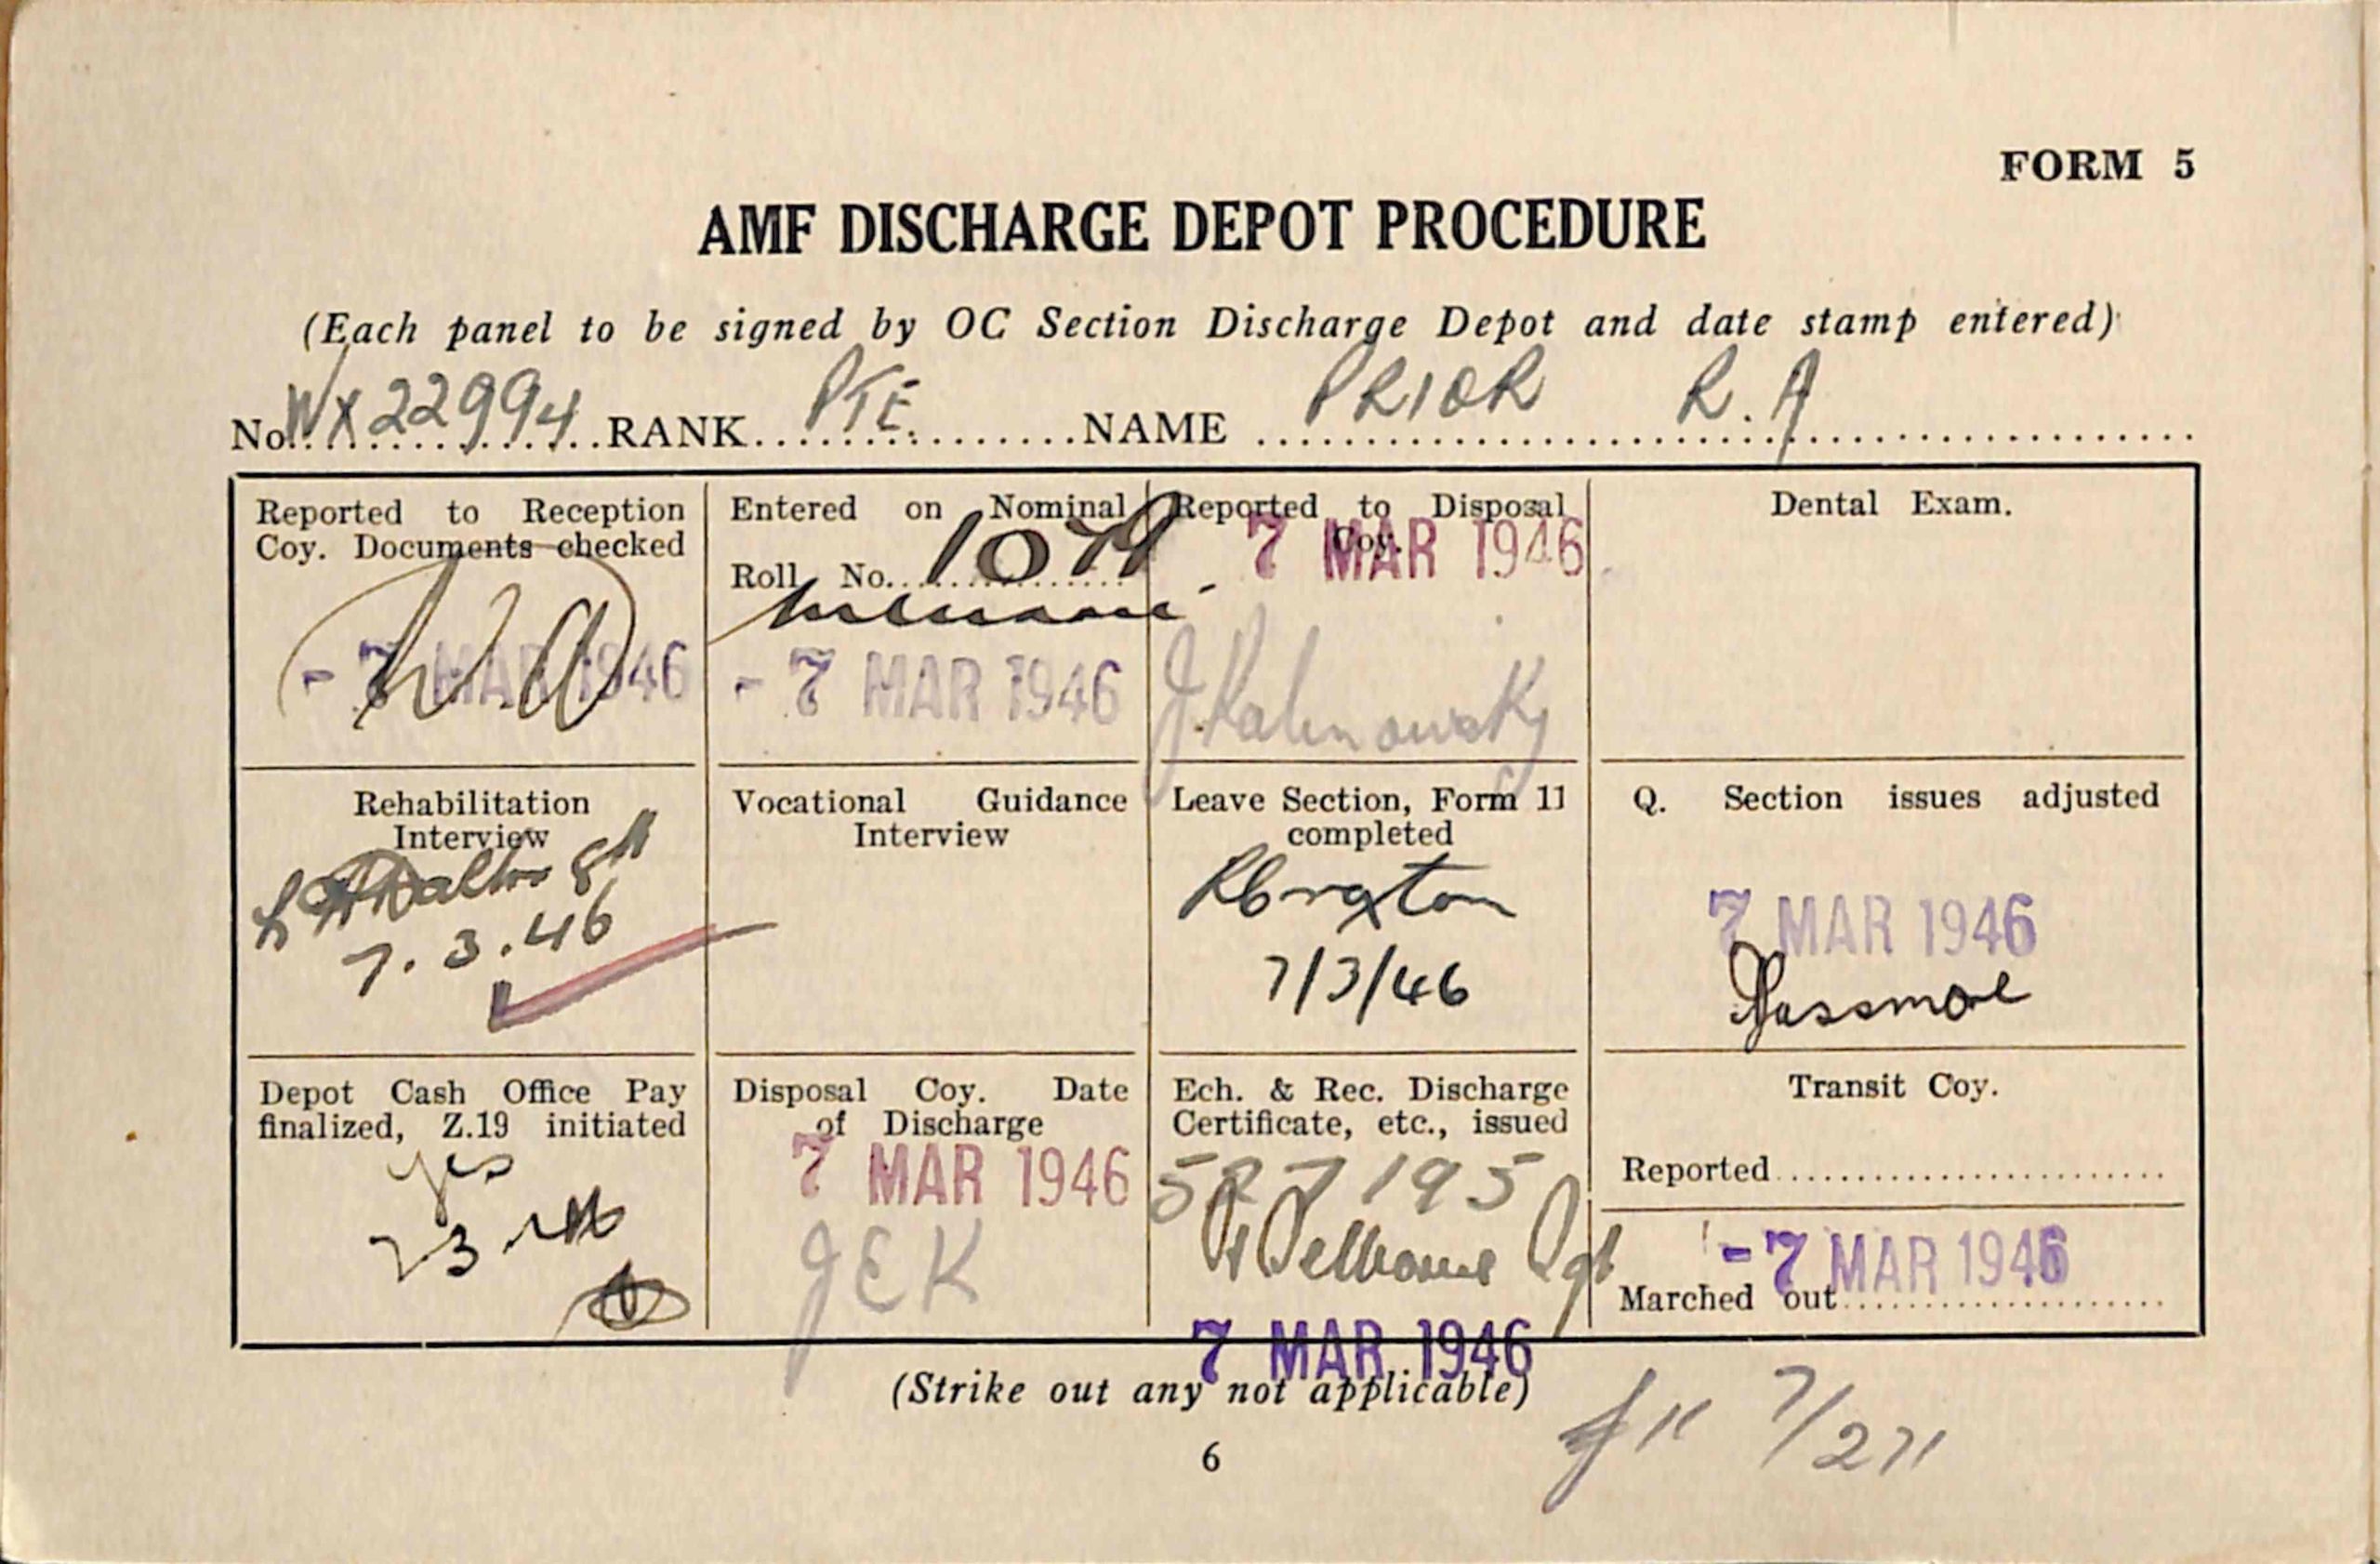 FORM 5
AMF DISCHARGE DEPOT PROCEDURE
(Each panel to be signed by OC Section Discharge Depot and date stamp entered)
No. WX22994 RANK PTE. NAME PRIOR R.A
Reported to Reception
Coy. Documents checked
- 7 MAR 1946
Entered on Nominal
Roll No.
- 7 MAR 1946
Reported to Disposal
Coy.
7 MAR 1946
J Kalinowsky
Dental Exam.
Rehabilitation
Interview
7.3.46
Vocational Guidance
Interview
Leave Section, Form 11
completed
7/3/46
Q. Section issues adjusted
7 MAR 1946
Passmore
Depot Cash Office Pay
finalized, Z.19 initiated
yes
Disposal Coy. Date
of Discharge
7 MAR 1946
JEK
Ech. & Rec. Discharge
Certificate, etc., issued
527195
Sgt
7 MAR 1946
Transit Coy.
Reported
- 7 MAR 1946
Marched out
(Strike out any not applicable)
6